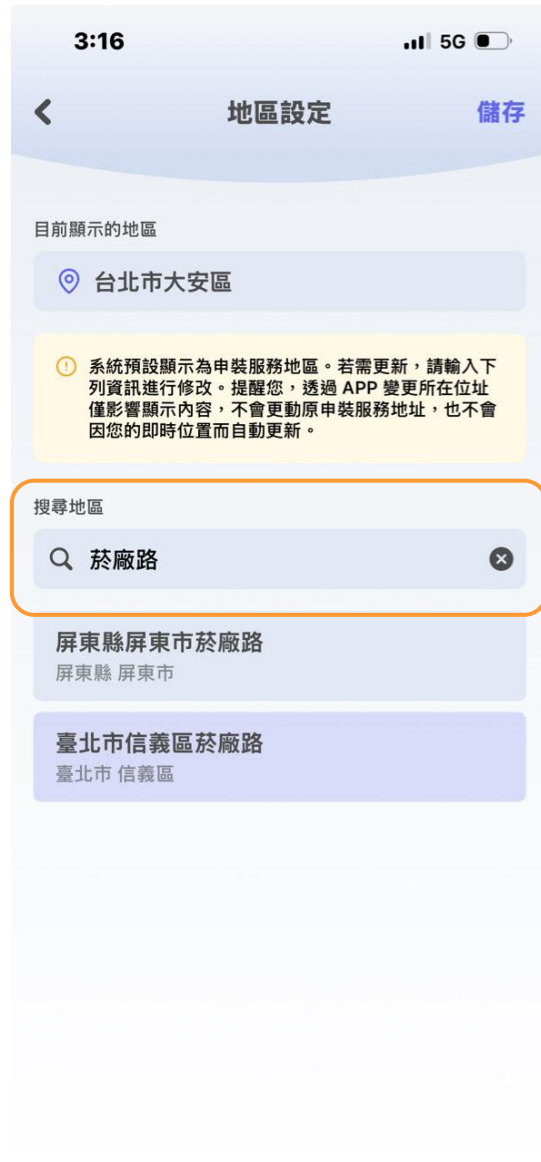 3:16
5G
地區設定
儲存
目前顯示的地區
台北市大安區
系統預設顯示為申裝服務地區。若需更新,請輸入下
列資訊進行修改。提醒您,透過 APP 變更所在位址
僅影響顯示內容,不會更動原申裝服務地址,也不會
因您的即時位置而自動更新。
搜尋地區
菸廠路
屏東縣屏東市菸廠路
屏東縣 屏東市
臺北市信義區菸廠路
臺北市 信義區